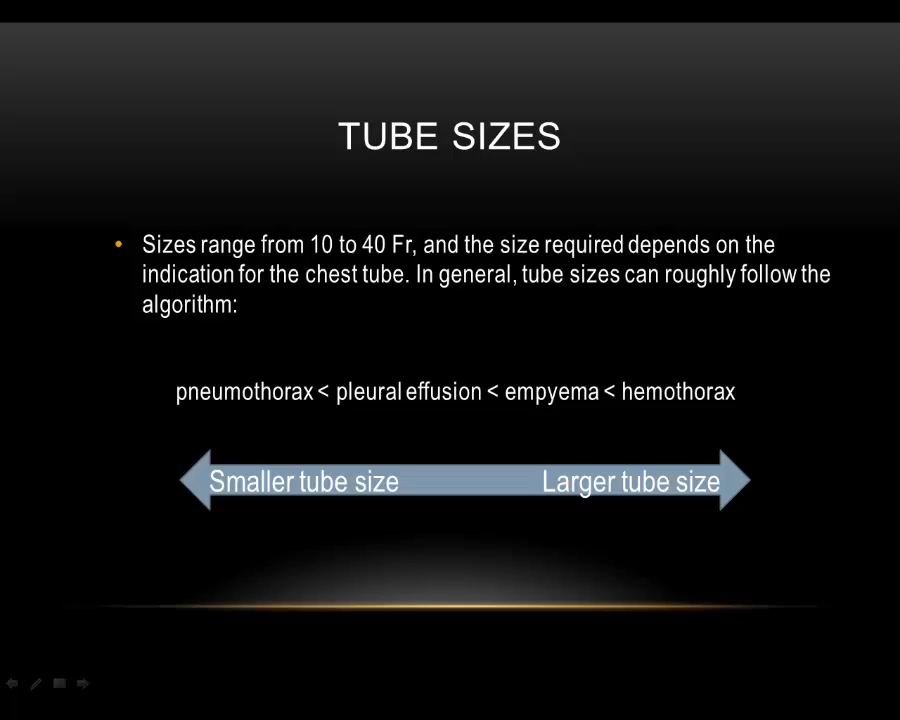 TUBE SIZES
• Sizes range from 10 to 40 Fr, and the size required depends on the
indication for the chest tube. In general, tube sizes can roughly follow the
algorithm:
pneumothorax < pleural effusion < empyema < hemothorax
Smaller tube size Larger tube size